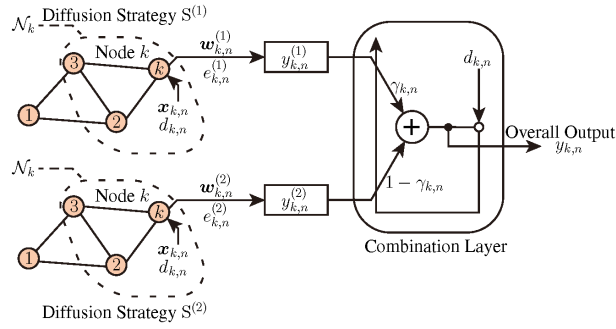 Diffusion Strategy S^(1)
𝒩_k
Node k
3
k
1
2
x_{k,n}
d_{k,n}
w_{k,n}^(1)
e_{k,n}^(1)
y_{k,n}^(1)
γ_{k,n}
d_{k,n}
+
Overall Output
y_{k,n}
1 − γ_{k,n}
Combination Layer
𝒩_k
Node k
3
k
1
2
x_{k,n}
d_{k,n}
w_{k,n}^(2)
e_{k,n}^(2)
y_{k,n}^(2)
Diffusion Strategy S^(2)